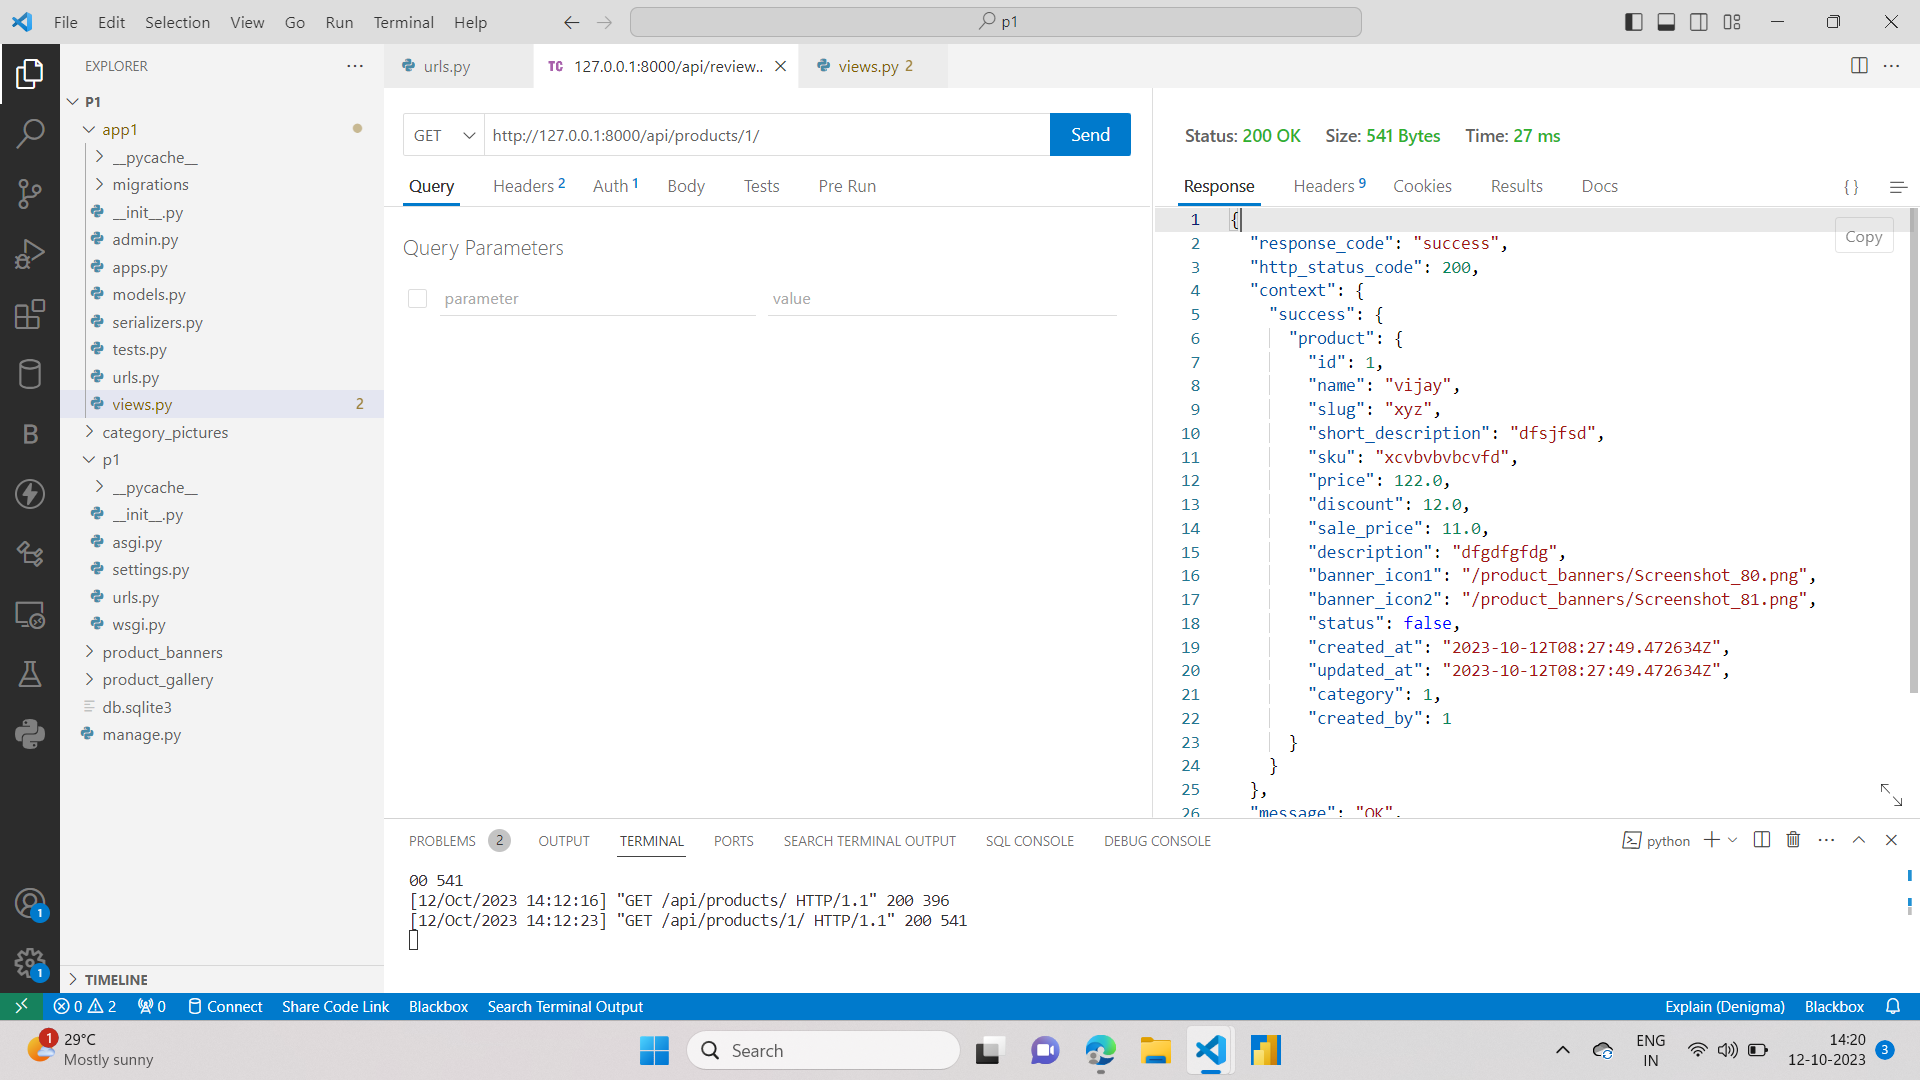 File Edit Selection View Go Run Terminal Help
p1
EXPLORER
P1
app1
__pycache__
migrations
__init__.py
admin.py
apps.py
models.py
serializers.py
tests.py
urls.py
views.py 2
category_pictures
p1
__pycache__
__init__.py
asgi.py
settings.py
urls.py
wsgi.py
product_banners
product_gallery
db.sqlite3
manage.py
TIMELINE
urls.py
TC 127.0.0.1:8000/api/review..
views.py 2
GET http://127.0.0.1:8000/api/products/1/ Send
Query Headers 2 Auth 1 Body Tests Pre Run
Query Parameters
parameter value
Status: 200 OK Size: 541 Bytes Time: 27 ms
Response Headers 9 Cookies Results Docs { }
Copy
1 {
2 "response_code": "success",
3 "http_status_code": 200,
4 "context": {
5 "success": {
6 "product": {
7 "id": 1,
8 "name": "vijay",
9 "slug": "xyz",
10 "short_description": "dfsjfsd",
11 "sku": "xcvbvbvbcvfd",
12 "price": 122.0,
13 "discount": 12.0,
14 "sale_price": 11.0,
15 "description": "dfgdfgfdg",
16 "banner_icon1": "/product_banners/Screenshot_80.png",
17 "banner_icon2": "/product_banners/Screenshot_81.png",
18 "status": false,
19 "created_at": "2023-10-12T08:27:49.472634Z",
20 "updated_at": "2023-10-12T08:27:49.472634Z",
21 "category": 1,
22 "created_by": 1
23 }
24 }
25 },
26 "message": "OK",
PROBLEMS 2 OUTPUT TERMINAL PORTS SEARCH TERMINAL OUTPUT SQL CONSOLE DEBUG CONSOLE
python
00 541
[12/Oct/2023 14:12:16] "GET /api/products/ HTTP/1.1" 200 396
[12/Oct/2023 14:12:23] "GET /api/products/1/ HTTP/1.1" 200 541
B
1
1
0 2 0 Connect Share Code Link Blackbox Search Terminal Output
Explain (Denigma) Blackbox
1
29°C
Mostly sunny
Search
ENG
IN
14:20
12-10-2023
3